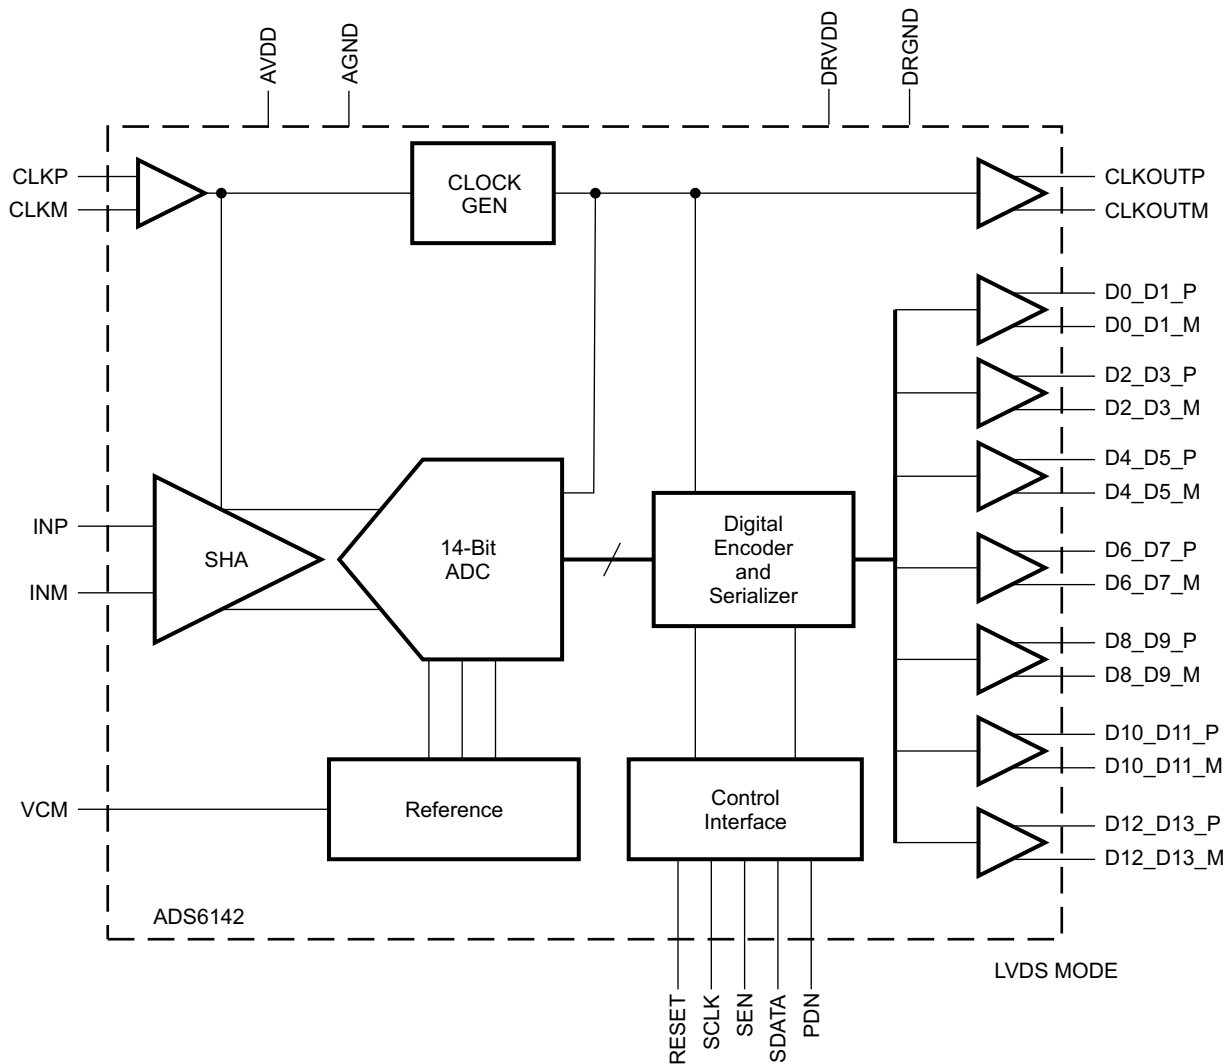 AVDD
AGND
DRVDD
DRGND
CLKP
CLKM
CLOCK
GEN
CLKOUTP
CLKOUTM
D0_D1_P
D0_D1_M
D2_D3_P
D2_D3_M
D4_D5_P
D4_D5_M
INP
INM
SHA
14-Bit
ADC
Digital
Encoder
and
Serializer
D6_D7_P
D6_D7_M
D8_D9_P
D8_D9_M
D10_D11_P
D10_D11_M
VCM
Reference
Control
Interface
D12_D13_P
D12_D13_M
ADS6142
LVDS MODE
RESET
SCLK
SEN
SDATA
PDN